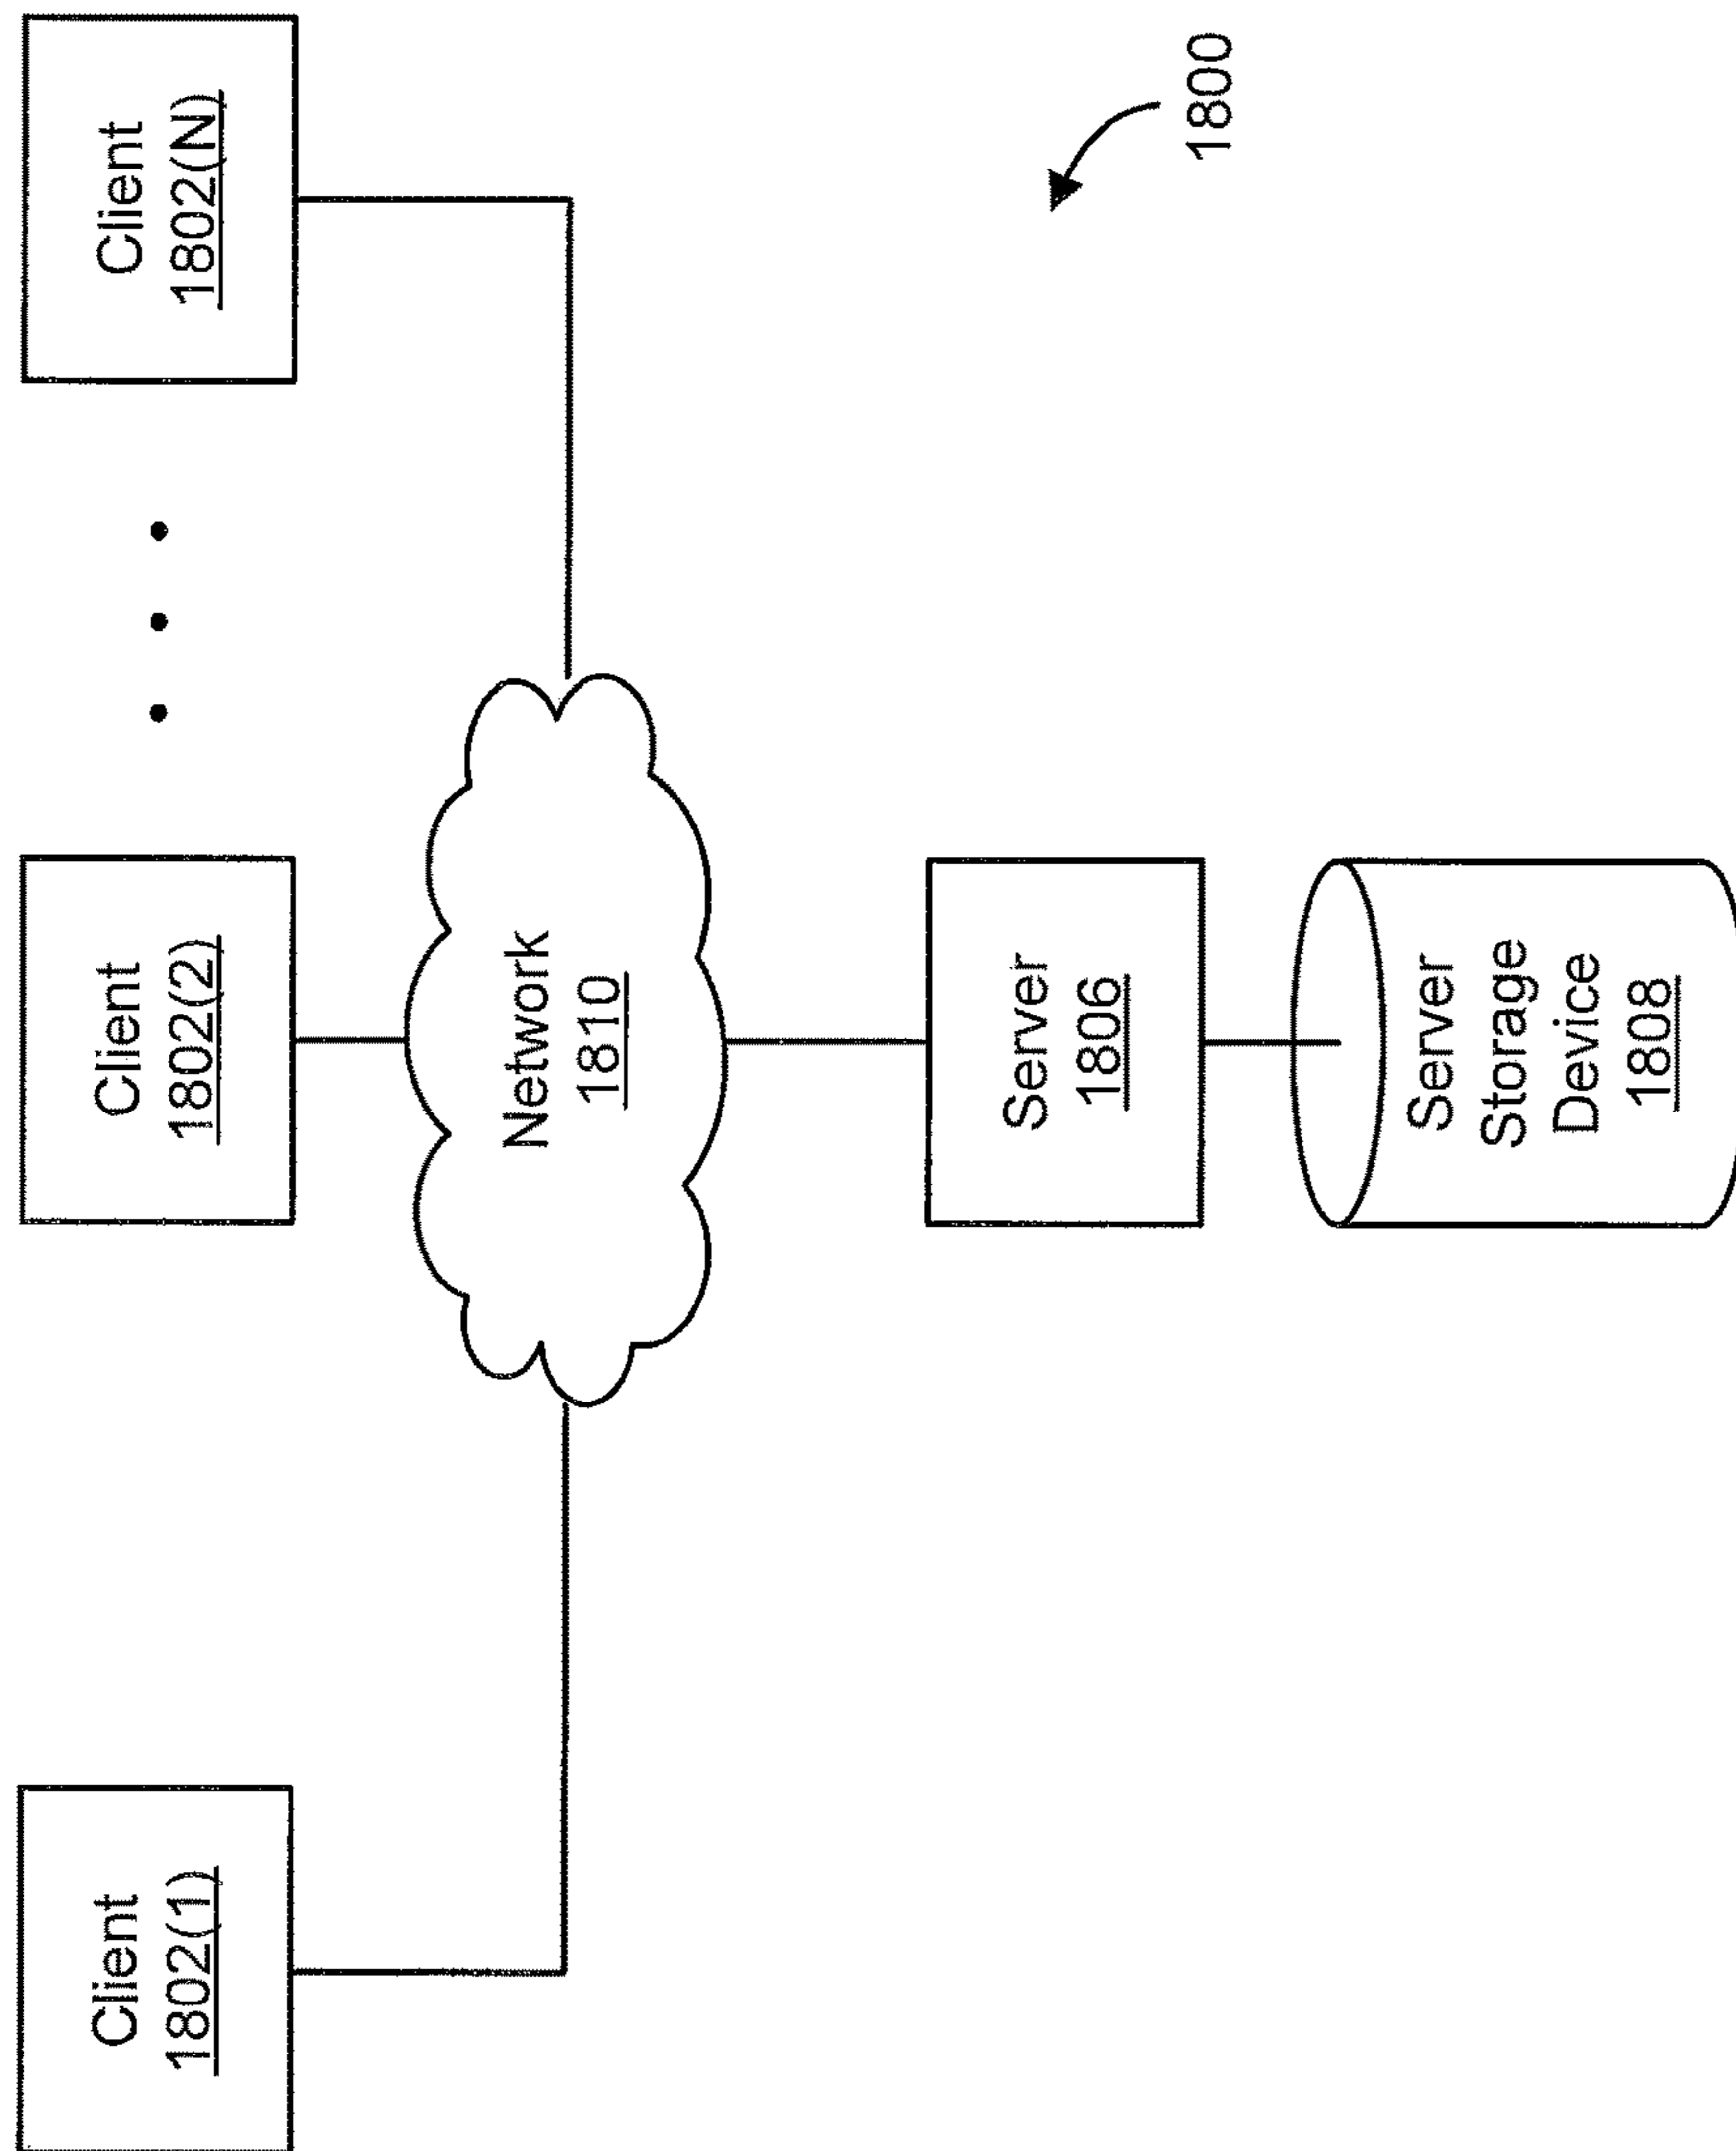 Client
1802(1)
Client
1802(2)
Client
1802(N)
Network
1810
Server
1806
Server
Storage
Device
1808
1800